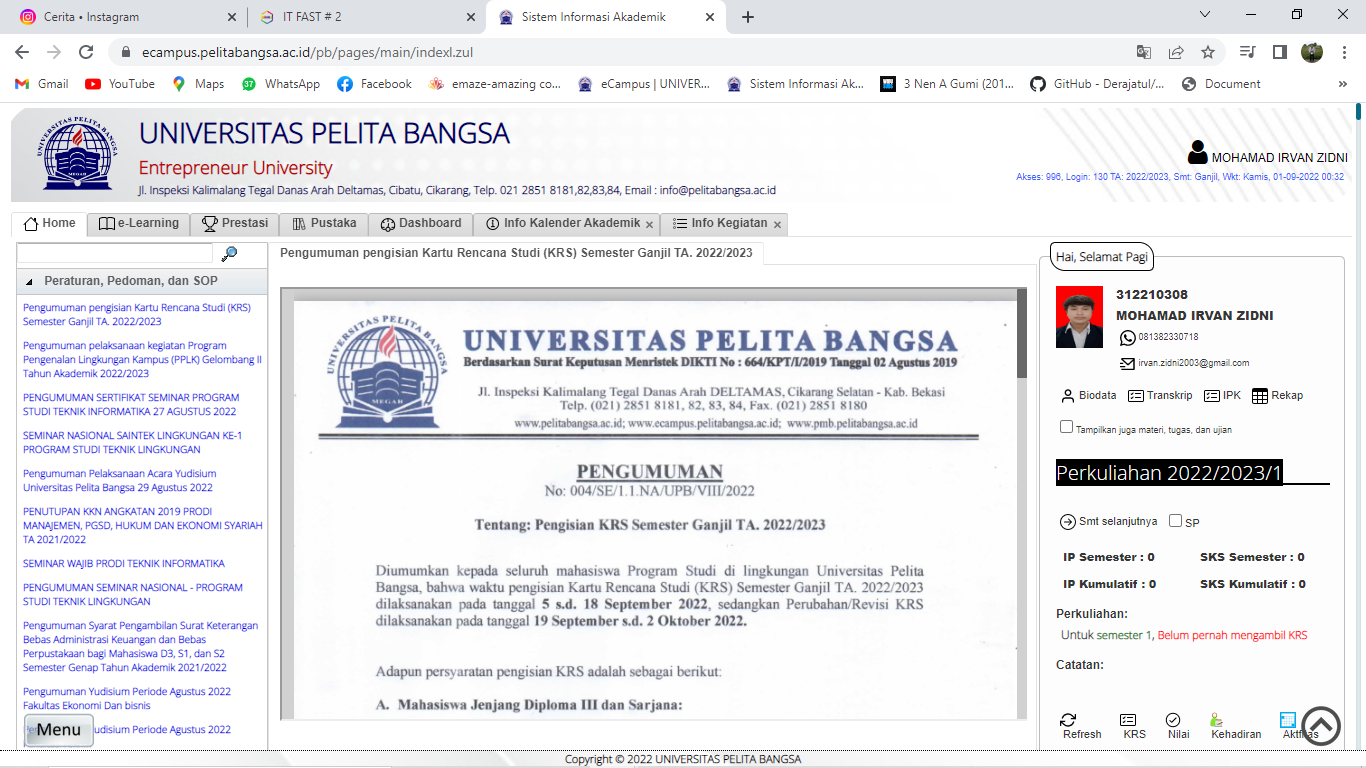 Cerita • Instagram
IT FAST # 2
Sistem Informasi Akademik
ecampus.pelitabangsa.ac.id/pb/pages/main/indexl.zul
Gmail
YouTube
Maps
37
WhatsApp
Facebook
emaze-amazing co...
eCampus | UNIVER...
Sistem Informasi Ak...
3 Nen A Gumi (201...
GitHub - Derajatul/...
Document
»
UNIVERSITAS PELITA BANGSA
Entrepreneur University
Jl. Inspeksi Kalimalang Tegal Danas Arah Deltamas, Cibatu, Cikarang, Telp. 021 2851 8181,82,83,84, Email : info@pelitabangsa.ac.id
MOHAMAD IRVAN ZIDNI
Akses: 996, Login: 130 TA: 2022/2023, Smt: Ganjil, Wkt: Kamis, 01-09-2022 00:32
Home
e-Learning
Prestasi
Pustaka
Dashboard
Info Kalender Akademik
Info Kegiatan
Peraturan, Pedoman, dan SOP
Pengumuman pengisian Kartu Rencana Studi (KRS)
Semester Ganjil TA. 2022/2023
Pengumuman pelaksanaan kegiatan Program
Pengenalan Lingkungan Kampus (PPLK) Gelombang II
Tahun Akademik 2022/2023
PENGUMUMAN SERTIFIKAT SEMINAR PROGRAM
STUDI TEKNIK INFORMATIKA 27 AGUSTUS 2022
SEMINAR NASIONAL SAINTEK LINGKUNGAN KE-1
PROGRAM STUDI TEKNIK LINGKUNGAN
Pengumuman Pelaksanaan Acara Yudisium
Universitas Pelita Bangsa 29 Agustus 2022
PENUTUPAN KKN ANGKATAN 2019 PRODI
MANAJEMEN, PGSD, HUKUM DAN EKONOMI SYARIAH
TA 2021/2022
SEMINAR WAJIB PRODI TEKNIK INFORMATIKA
PENGUMUMAN SEMINAR NASIONAL - PROGRAM
STUDI TEKNIK LINGKUNGAN
Pengumuman Syarat Pengambilan Surat Keterangan
Bebas Administrasi Keuangan dan Bebas
Perpustakaan bagi Mahasiswa D3, S1, dan S2
Semester Genap Tahun Akademik 2021/2022
Pengumuman Yudisium Periode Agustus 2022
Fakultas Ekonomi Dan bisnis
Menu
udisium Periode Agustus 2022
Pengumuman pengisian Kartu Rencana Studi (KRS) Semester Ganjil TA. 2022/2023
UNIVERSITAS PELITA BANGSA
Berdasarkan Surat Keputusan Menristek DIKTI No : 664/KPT/I/2019 Tanggal 02 Agustus 2019
Jl. Inspeksi Kalimalang Tegal Danas Arah DELTAMAS, Cikarang Selatan - Kab. Bekasi
Telp. (021) 2851 8181, 82, 83, 84, Fax. (021) 2851 8180
www.pelitabangsa.ac.id; www.ecampus.pelitabangsa.ac.id; www.pmb.pelitabangsa.ac.id
PENGUMUMAN
No: 004/SE/1.1.NA/UPB/VIII/2022
Tentang: Pengisian KRS Semester Ganjil TA. 2022/2023
Diumumkan kepada seluruh mahasiswa Program Studi di lingkungan Universitas Pelita
Bangsa, bahwa waktu pengisian Kartu Rencana Studi (KRS) Semester Ganjil TA. 2022/2023
dilaksanakan pada tanggal 5 s.d. 18 September 2022, sedangkan Perubahan/Revisi KRS
dilaksanakan pada tanggal 19 September s.d. 2 Oktober 2022.
Adapun persyaratan pengisian KRS adalah sebagai berikut:
A. Mahasiswa Jenjang Diploma III dan Sarjana:
Hai, Selamat Pagi
312210308
MOHAMAD IRVAN ZIDNI
081382330718
irvan.zidni2003@gmail.com
Biodata
Transkrip
IPK
Rekap
Tampilkan juga materi, tugas, dan ujian
Perkuliahan 2022/2023/1
Smt selanjutnya
SP
IP Semester : 0
SKS Semester : 0
IP Kumulatif : 0
SKS Kumulatif : 0
Perkuliahan:
Untuk semester 1, Belum pernah mengambil KRS
Catatan:
Refresh
KRS
Nilai
Kehadiran
Aktfitas
Copyright © 2022 UNIVERSITAS PELITA BANGSA